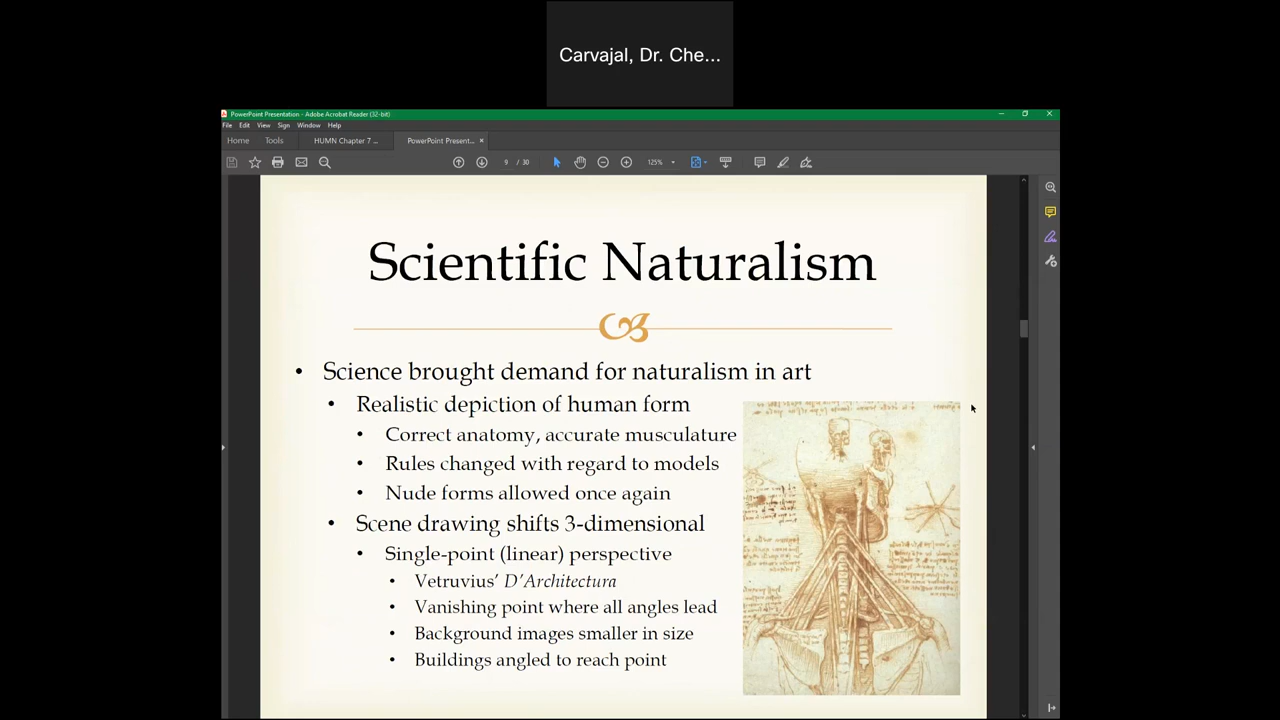 Carvajal, Dr. Che...
PowerPoint Presentation - Adobe Acrobat Reader (32-bit)
File Edit View Sign Window Help
Home Tools HUMN Chapter 7 ... PowerPoint Present... ×
9 / 30 125%
Scientific Naturalism
• Science brought demand for naturalism in art
• Realistic depiction of human form
• Correct anatomy, accurate musculature
• Rules changed with regard to models
• Nude forms allowed once again
• Scene drawing shifts 3-dimensional
• Single-point (linear) perspective
• Vetruvius’ D’Architectura
• Vanishing point where all angles lead
• Background images smaller in size
• Buildings angled to reach point